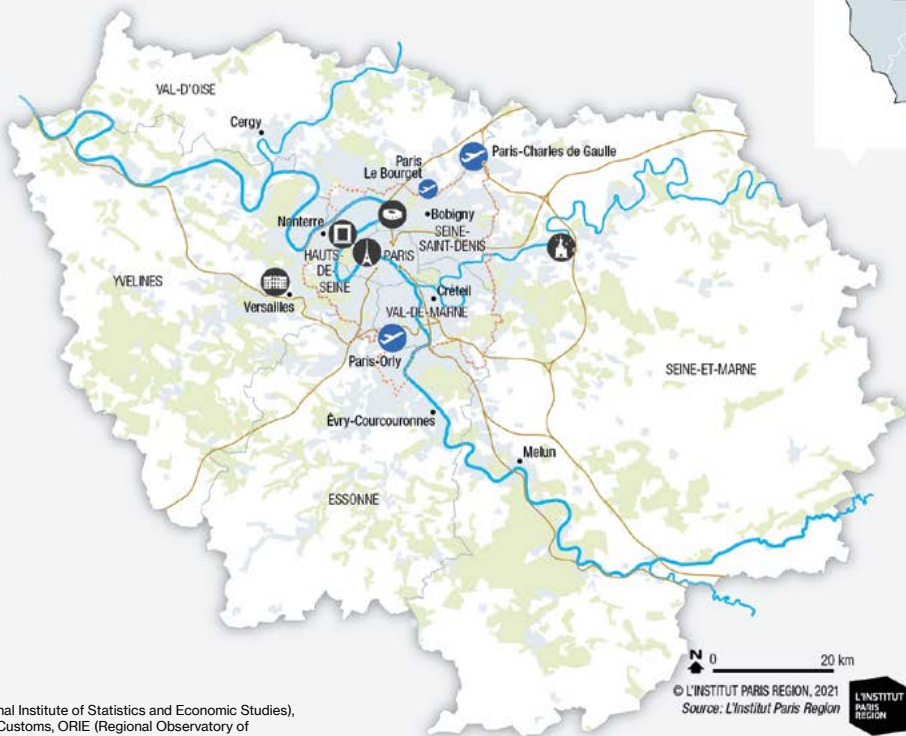 VAL-D'OISE
Cergy
Paris-Charles de Gaulle
Paris
Le Bourget
Bobigny
Nanterre
SEINE-
SAINT-DENIS
HAUTS-
DE-
SEINE
PARIS
YVELINES
Créteil
Versailles
VAL-DE-MARNE
Paris-Orly
SEINE-ET-MARNE
Évry-Courcouronnes
Melun
ESSONNE
N 0 20 km
© L'INSTITUT PARIS REGION, 2021
Source: L'Institut Paris Region
L'INSTITUT
PARIS
REGION
nal Institute of Statistics and Economic Studies),
Customs, ORIE (Regional Observatory of